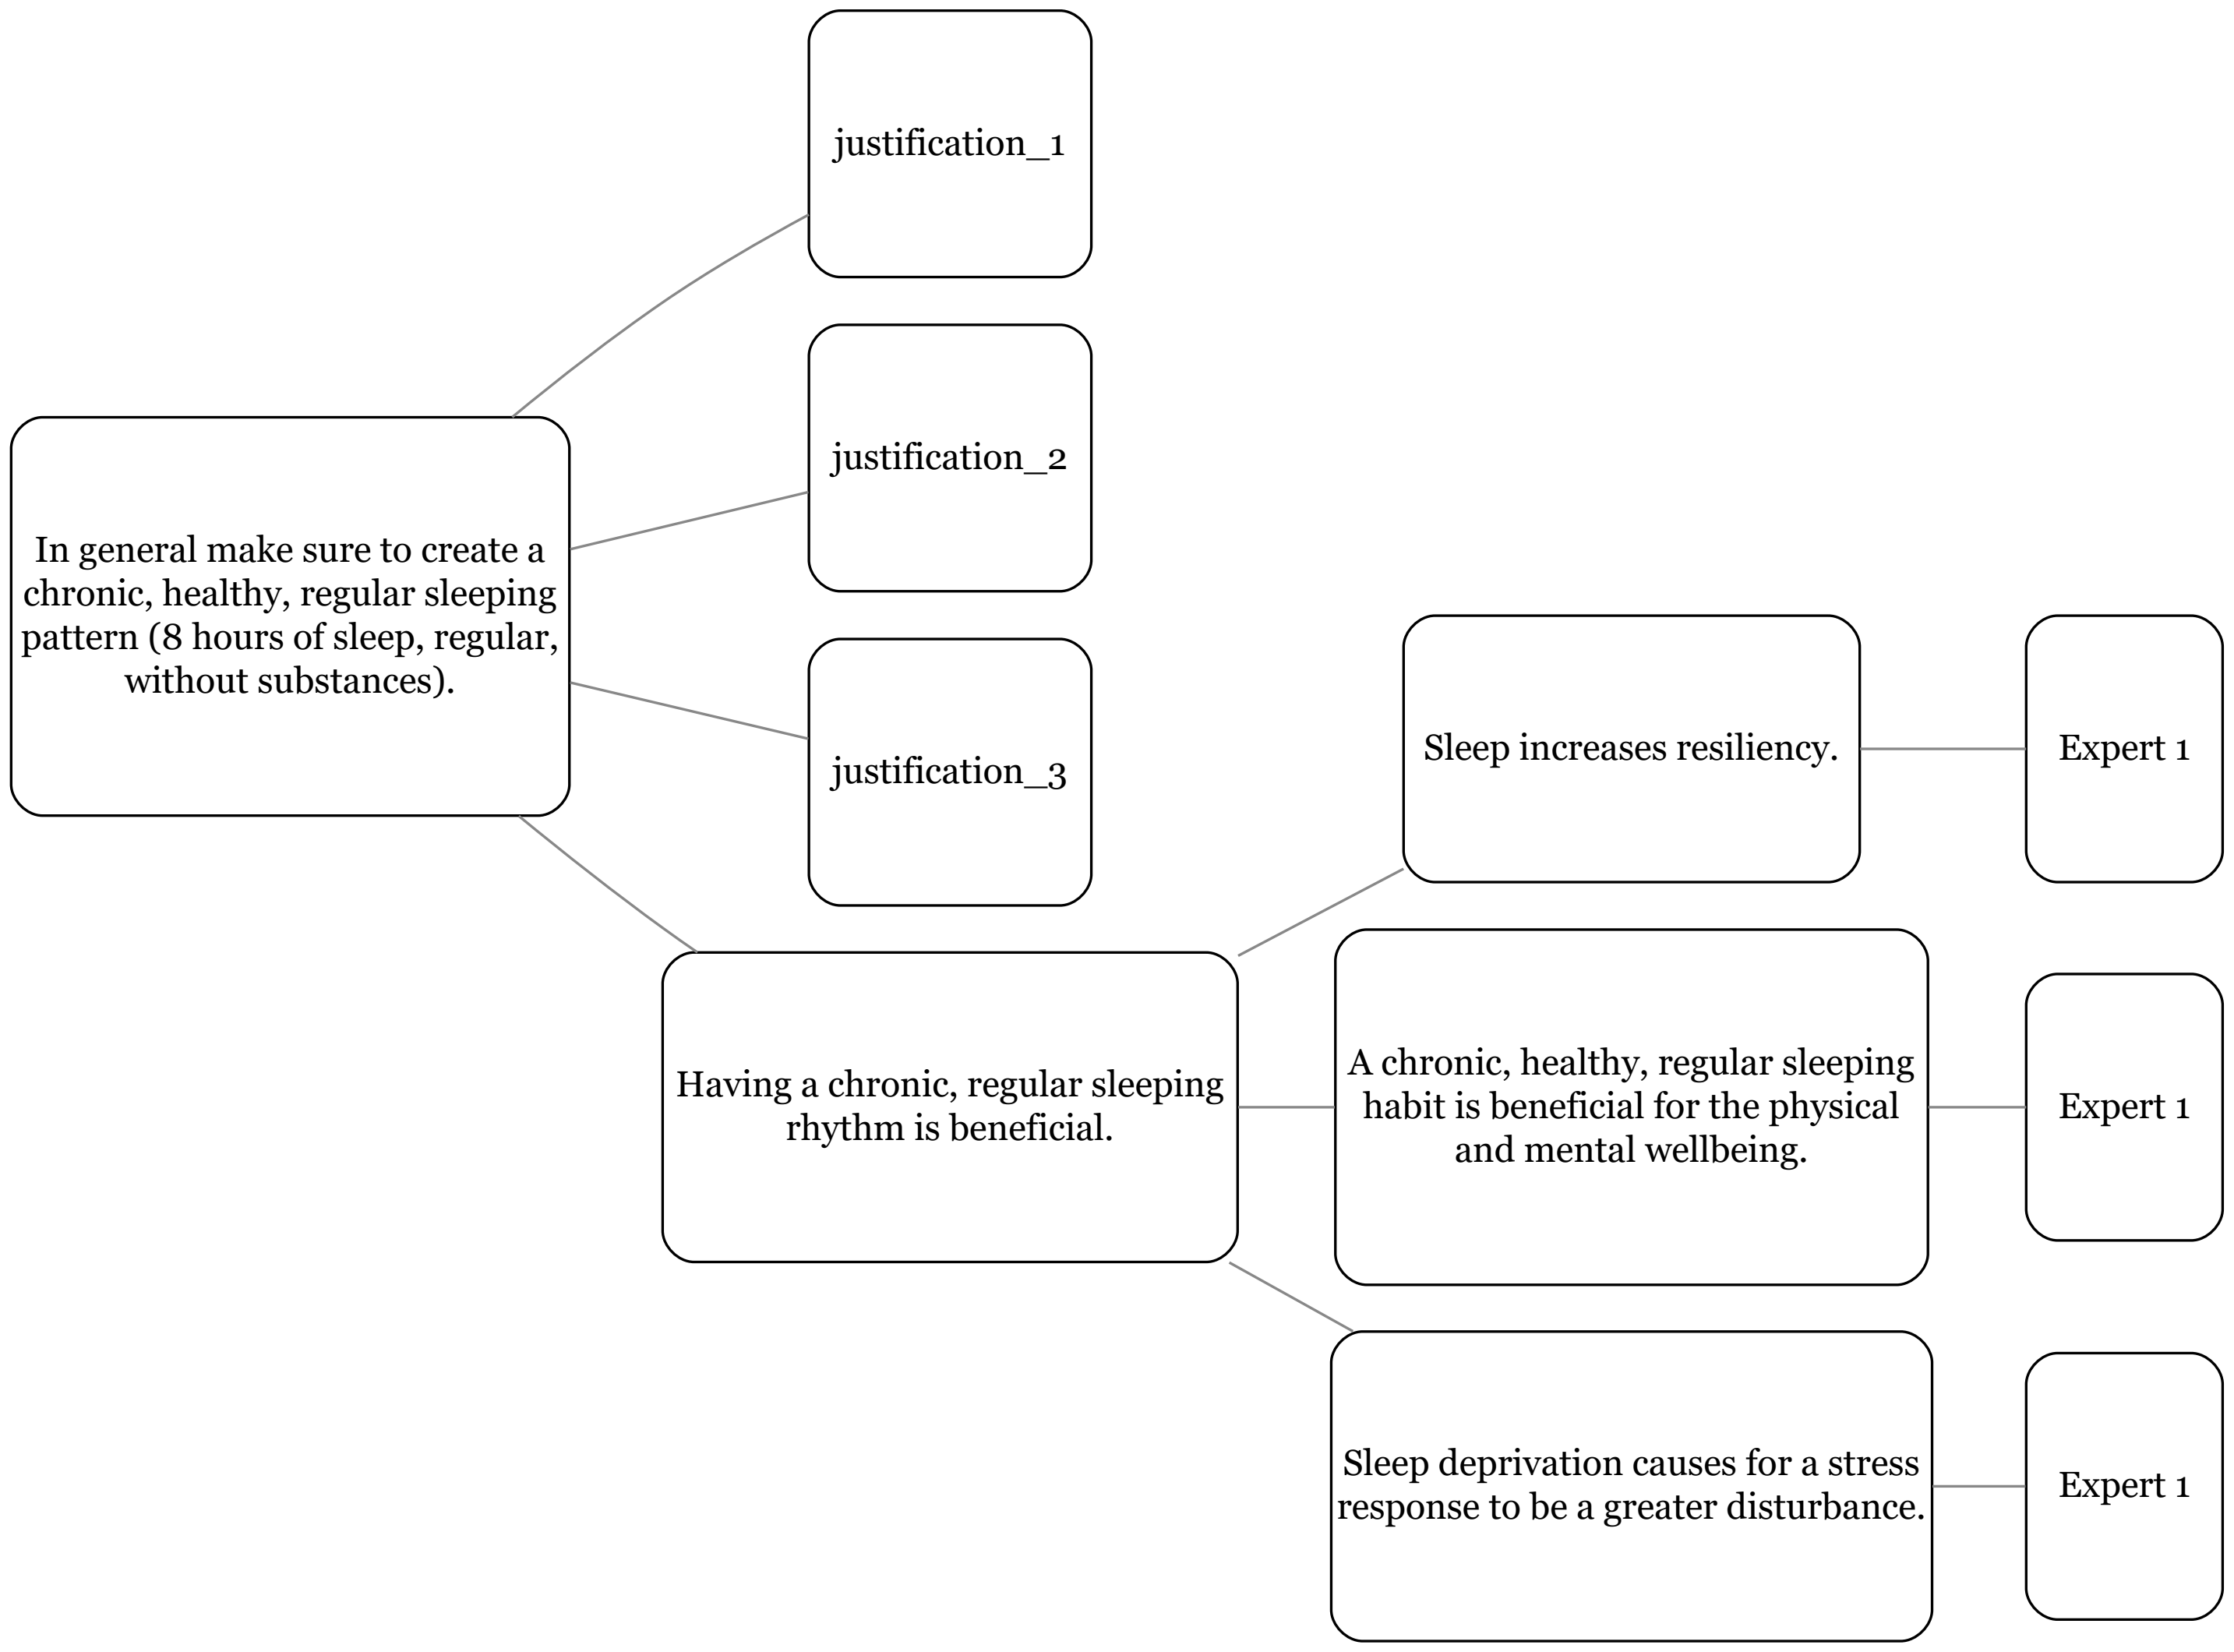 justification_1
justification_2
In general make sure to create a
chronic, healthy, regular sleeping
pattern (8 hours of sleep, regular,
without substances).
justification_3
Sleep increases resiliency.
Expert 1
Having a chronic, regular sleeping
rhythm is beneficial.
A chronic, healthy, regular sleeping
habit is beneficial for the physical
and mental wellbeing.
Expert 1
Sleep deprivation causes for a stress
response to be a greater disturbance.
Expert 1